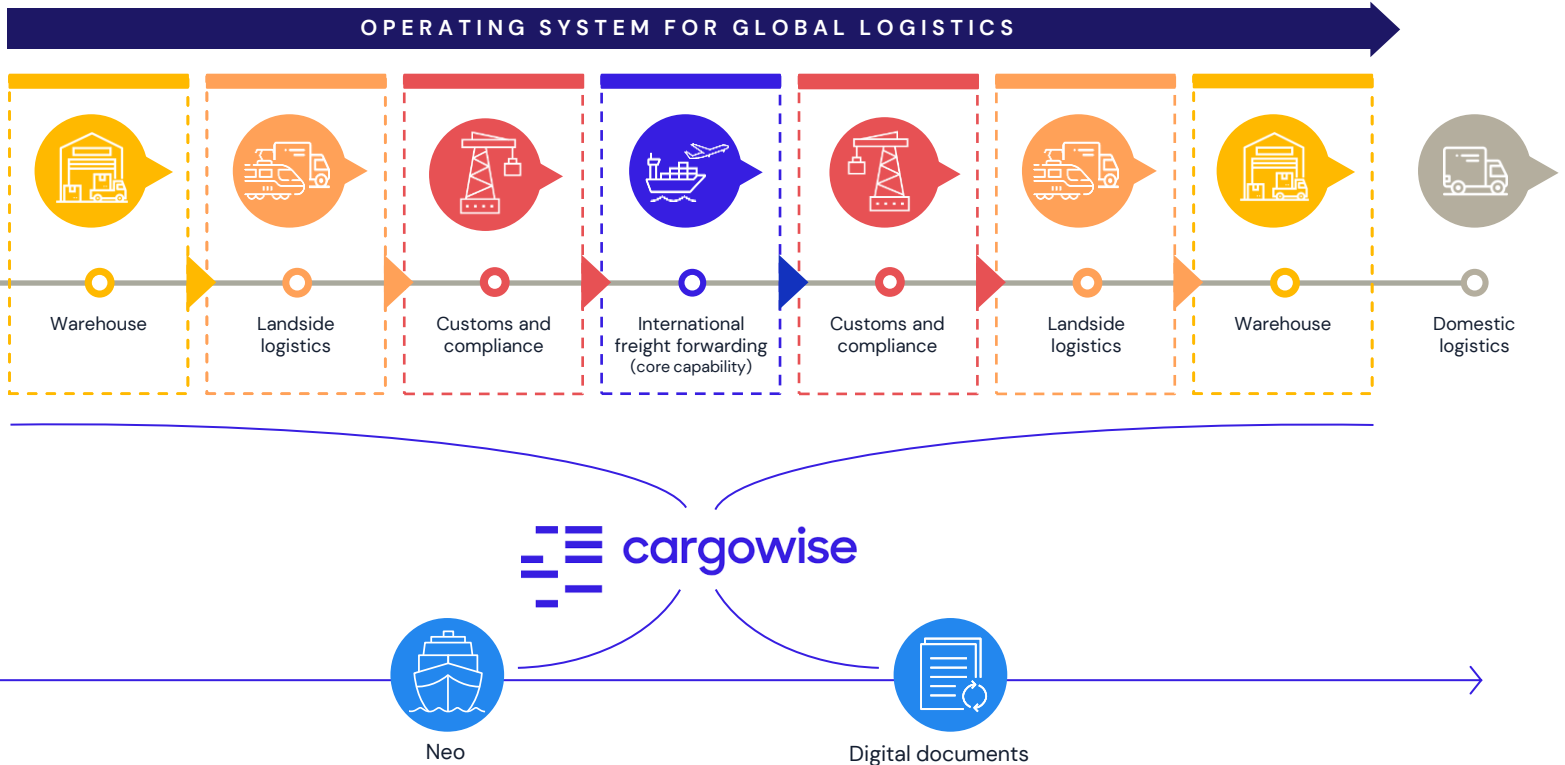 OPERATING SYSTEM FOR GLOBAL LOGISTICS
Warehouse
Landside
logistics
Customs and
compliance
International
freight forwarding
(core capability)
Customs and
compliance
Landside
logistics
Warehouse
Domestic
logistics
cargowise
Neo
Digital documents